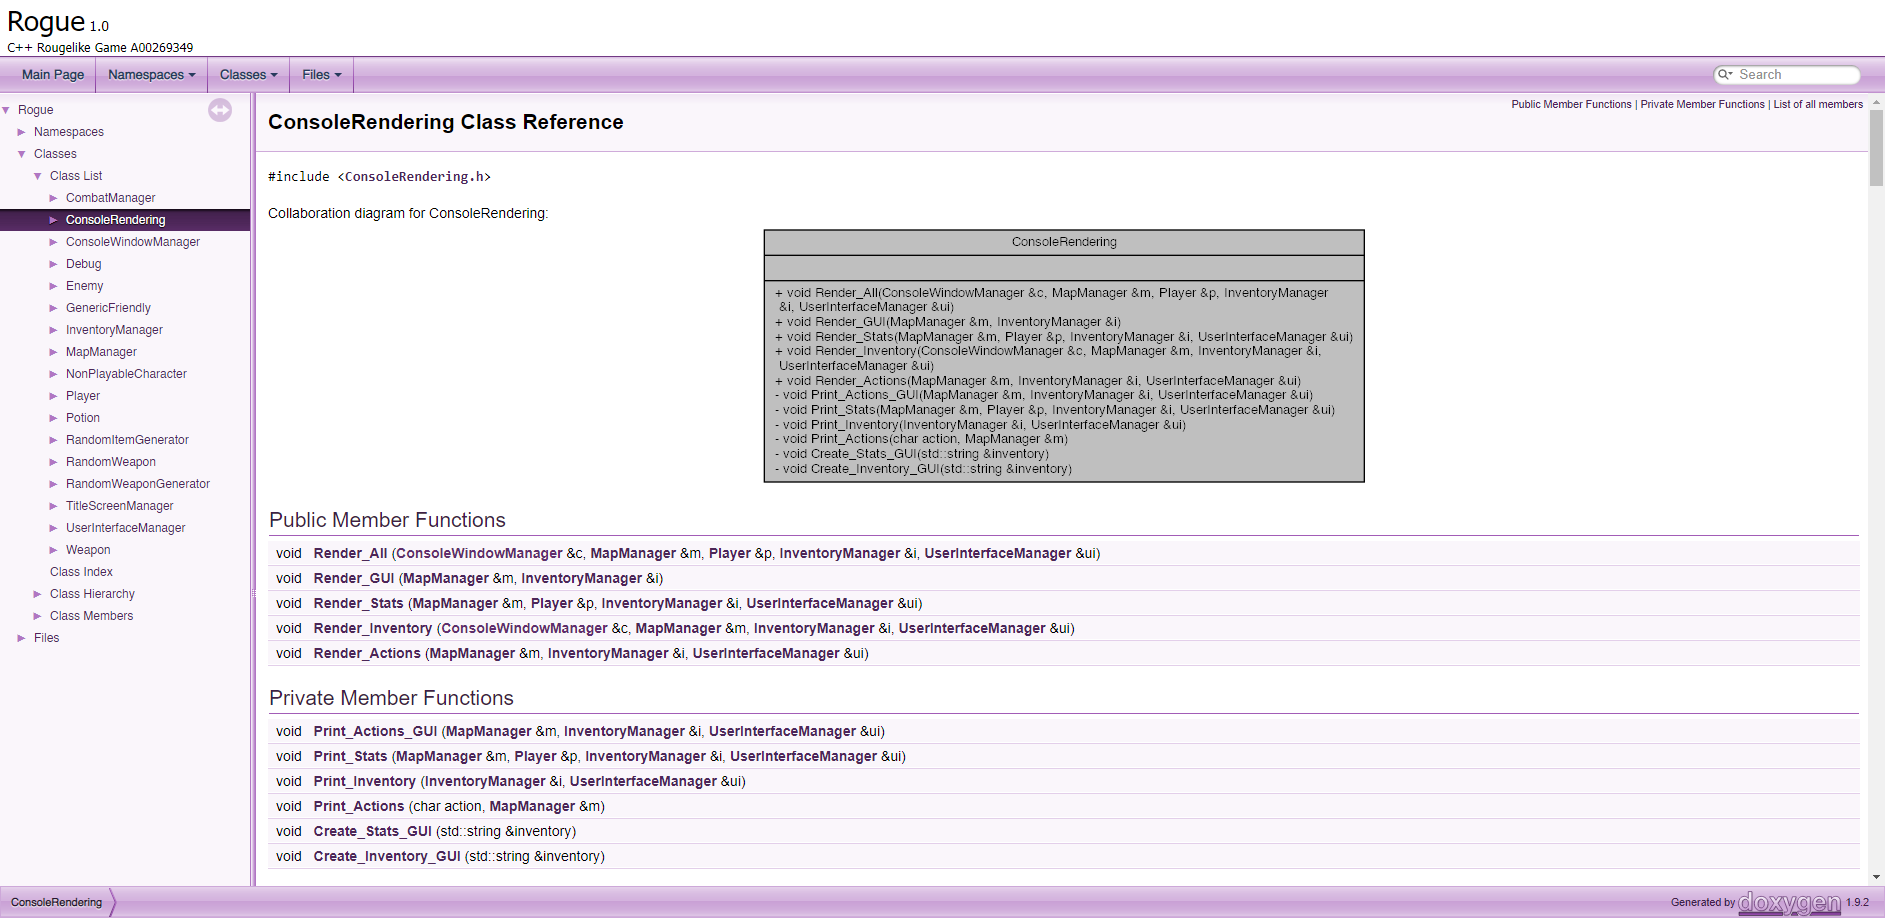 Rogue 1.0
C++ Rougelike Game A00269349
Main Page
Namespaces
Classes
Files
Search
Rogue
Namespaces
Classes
Class List
CombatManager
ConsoleRendering
ConsoleWindowManager
Debug
Enemy
GenericFriendly
InventoryManager
MapManager
NonPlayableCharacter
Player
Potion
RandomItemGenerator
RandomWeapon
RandomWeaponGenerator
TitleScreenManager
UserInterfaceManager
Weapon
Class Index
Class Hierarchy
Class Members
Files
Public Member Functions | Private Member Functions | List of all members
ConsoleRendering Class Reference
#include <ConsoleRendering.h>
Collaboration diagram for ConsoleRendering:
ConsoleRendering
+ void Render_All(ConsoleWindowManager &c, MapManager &m, Player &p, InventoryManager
&i, UserInterfaceManager &ui)
+ void Render_GUI(MapManager &m, InventoryManager &i)
+ void Render_Stats(MapManager &m, Player &p, InventoryManager &i, UserInterfaceManager &ui)
+ void Render_Inventory(ConsoleWindowManager &c, MapManager &m, InventoryManager &i,
UserInterfaceManager &ui)
+ void Render_Actions(MapManager &m, InventoryManager &i, UserInterfaceManager &ui)
- void Print_Actions_GUI(MapManager &m, InventoryManager &i, UserInterfaceManager &ui)
- void Print_Stats(MapManager &m, Player &p, InventoryManager &i, UserInterfaceManager &ui)
- void Print_Inventory(InventoryManager &i, UserInterfaceManager &ui)
- void Print_Actions(char action, MapManager &m)
- void Create_Stats_GUI(std::string &inventory)
- void Create_Inventory_GUI(std::string &inventory)
Public Member Functions
void Render_All (ConsoleWindowManager &c, MapManager &m, Player &p, InventoryManager &i, UserInterfaceManager &ui)
void Render_GUI (MapManager &m, InventoryManager &i)
void Render_Stats (MapManager &m, Player &p, InventoryManager &i, UserInterfaceManager &ui)
void Render_Inventory (ConsoleWindowManager &c, MapManager &m, InventoryManager &i, UserInterfaceManager &ui)
void Render_Actions (MapManager &m, InventoryManager &i, UserInterfaceManager &ui)
Private Member Functions
void Print_Actions_GUI (MapManager &m, InventoryManager &i, UserInterfaceManager &ui)
void Print_Stats (MapManager &m, Player &p, InventoryManager &i, UserInterfaceManager &ui)
void Print_Inventory (InventoryManager &i, UserInterfaceManager &ui)
void Print_Actions (char action, MapManager &m)
void Create_Stats_GUI (std::string &inventory)
void Create_Inventory_GUI (std::string &inventory)
ConsoleRendering
Generated by doxygen 1.9.2